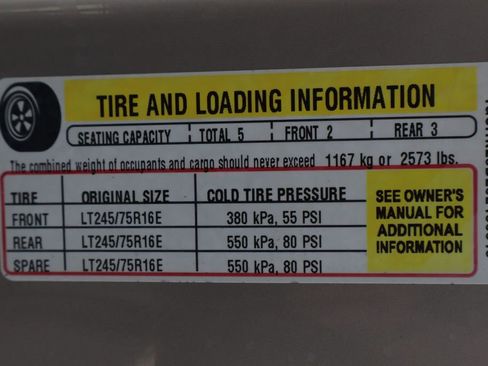 TIRE AND LOADING INFORMATION
SEATING CAPACITY TOTAL 5 FRONT 2 REAR 3
The combined weight of occupants and cargo should never exceed 1167 kg or 2573 lbs.
TIRE ORIGINAL SIZE COLD TIRE PRESSURE
FRONT LT245/75R16E 380 kPa, 55 PSI
REAR LT245/75R16E 550 kPa, 80 PSI
SPARE LT245/75R16E 550 kPa, 80 PSI
SEE OWNER'S
MANUAL FOR
ADDITIONAL
INFORMATION